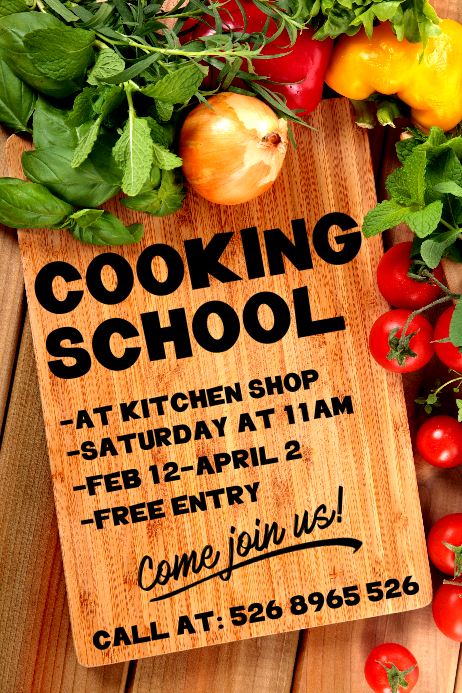 COOKING
SCHOOL
-AT KITCHEN SHOP
-SATURDAY AT 11AM
-FEB 12-APRIL 2
-FREE ENTRY
Come join us!
CALL AT: 526 8965 526